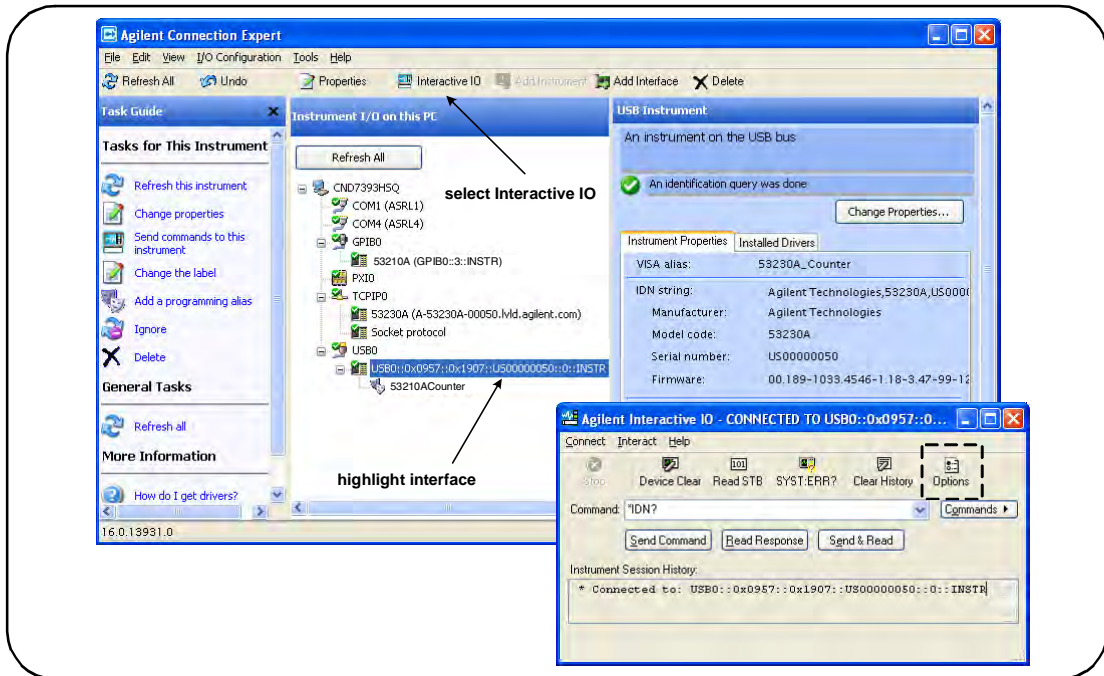 Agilent Connection Expert
File Edit View I/O Configuration Tools Help
Refresh All Undo Properties Interactive IO Add Instrument Add Interface Delete
Task Guide
Tasks for This Instrument
Refresh this instrument
Change properties
Send commands to this
instrument
Change the label
Add a programming alias
Ignore
Delete
General Tasks
Refresh all
More Information
How do I get drivers?
16.0.13931.0
Instrument I/O on this PC
Refresh All
select Interactive IO
CND7393HSQ
COM1 (ASRL1)
COM4 (ASRL4)
GPIB0
53210A (GPIB0::3::INSTR)
PXI0
TCPIP0
53230A (A-53230A-00050.lvld.agilent.com)
Socket protocol
USB0
USB0::0x0957::0x1907::US00000050::0::INSTR
53210ACounter
highlight interface
USB Instrument
An instrument on the USB bus
An identification query was done
Change Properties...
Instrument Properties Installed Drivers
VISA alias: 53230A_Counter
IDN string: Agilent Technologies,53230A,US0000
Manufacturer: Agilent Technologies
Model code: 53230A
Serial number: US00000050
Firmware: 00.189-1033.4546-1.18-3.47-99-12
Agilent Interactive IO - CONNECTED TO USB0::0x0957::0...
Connect Interact Help
Stop Device Clear Read STB SYST:ERR? Clear History Options
Command: *IDN? Commands
Send Command Read Response Send & Read
Instrument Session History:
* Connected to: USB0::0x0957::0x1907::US00000050::0::INSTR